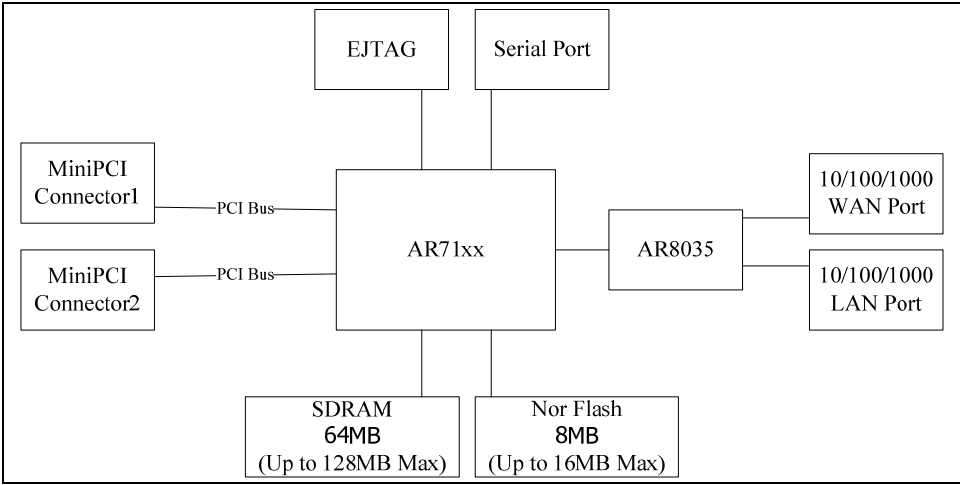 EJTAG
Serial Port
MiniPCI
Connector1
PCI Bus
MiniPCI
Connector2
PCI Bus
AR71xx
AR8035
10/100/1000
WAN Port
10/100/1000
LAN Port
SDRAM
64MB
(Up to 128MB Max)
Nor Flash
8MB
(Up to 16MB Max)